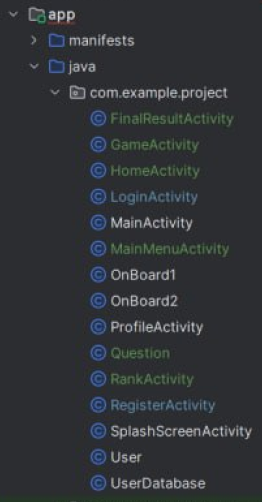 app
manifests
java
com.example.project
FinalResultActivity
GameActivity
HomeActivity
LoginActivity
MainActivity
MainMenuActivity
OnBoard1
OnBoard2
ProfileActivity
Question
RankActivity
RegisterActivity
SplashScreenActivity
User
UserDatabase